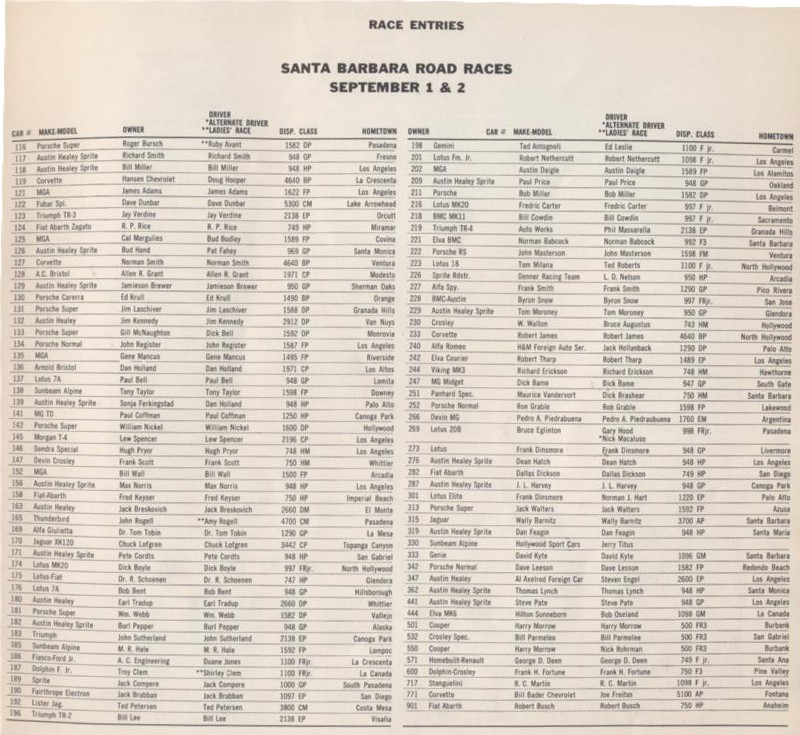 RACE ENTRIES
SANTA BARBARA ROAD RACES
SEPTEMBER 1 & 2
CAR # MAKE-MODEL OWNER DRIVER *ALTERNATE DRIVER **LADIES' RACE DISP. CLASS HOMETOWN
116 Porsche Super Roger Bursch **Ruby Avant 1582 DP Pasadena
117 Austin Healey Sprite Richard Smith Richard Smith 948 GP Fresno
118 Austin Healey Sprite Bill Miller Bill Miller 948 HP Los Angeles
119 Corvette Hansen Chevrolet Doug Hooper 4640 BP La Crescenta
121 MGA James Adams James Adams 1622 FP Los Angeles
122 Fubar Spl. Dave Dunbar Dave Dunbar 5300 CM Lake Arrowhead
123 Triumph TR-3 Jay Verdine Jay Verdine 2138 EP Orcutt
124 Fiat Abarth Zagato R. P. Rice R. P. Rice 749 HP Miramar
125 MGA Cal Margulies Bud Budley 1589 FP Covina
126 Austin Healey Sprite Bud Hand Pat Fahey 969 GP Santa Monica
127 Corvette Norman Smith Norman Smith 4640 BP Ventura
128 A.C. Bristol Allen R. Grant Allen R. Grant 1971 CP Modesto
129 Austin Healey Sprite Jamieson Brewer Jamieson Brewer 950 GP Sherman Oaks
130 Porsche Carerra Ed Krull Ed Krull 1490 BP Orange
131 Porsche Super Jim Laschiver Jim Laschiver 1588 DP Granada Hills
132 Austin Healey Jim Kennedy Jim Kennedy 2912 DP Van Nuys
133 Porsche Super Gill McNaughton Dick Bell 1592 DP Monrovia
134 Porsche Normal John Register John Register 1587 FP Los Angeles
135 MGA Gene Mancus Gene Mancus 1495 FP Riverside
136 Arnold Bristol Dan Holland Dan Holland 1971 CP Los Altos
137 Lotus 7A Paul Bell Paul Bell 948 GP Lomita
138 Sunbeam Alpine Tony Taylor Tony Taylor 1598 FP Downey
139 Austin Healey Sprite Sonja Ferkingstad Dan Holland 948 HP Palo Alto
141 MG TD Paul Coffman Paul Coffman 1250 HP Canoga Park
142 Porsche Super William Nickel William Nickel 1600 DP Hollywood
145 Morgan T-4 Lew Spencer Lew Spencer 2196 CP Los Angeles
146 Sondra Special Hugh Pryor Hugh Pryor 748 HM Los Angeles
147 Devin Crosley Frank Scott Frank Scott 750 HM Whittier
152 MGA Bill Wall Bill Wall 1500 FP Arcadia
156 Austin Healey Sprite Max Norris Max Norris 948 HP Los Angeles
158 Fiat-Abarth Fred Keyser Fred Keyser 750 HP Imperial Beach
163 Austin Healey Jack Breskovich Jack Breskovich 2660 DM El Monte
165 Thunderbird John Rogell **Amy Rogell 4700 CM Pasadena
169 Alfa Giulietta Dr. Tom Tobin Dr. Tom Tobin 1290 GP La Mesa
170 Jaguar XK120 Chuck Lofgren Chuck Lofgren 3442 CP Topanga Canyon
171 Austin Healey Sprite Pete Cordts Pete Cordts 948 HP San Gabriel
174 Lotus MK20 Dick Boyle Dick Boyle 997 FRjr. North Hollywood
175 Lotus-Fiat Dr. R. Schoenen Dr. R. Schoenen 747 HP Glendora
176 Lotus 7A Bob Bent Bob Bent 948 GP Hillsborough
180 Austin Healey Earl Tradup Earl Tradup 2660 DP Whittier
181 Porsche Super Wm. Webb Wm. Webb 1582 DP Vallejo
182 Austin Healey Sprite Burl Pepper Burl Pepper 948 GP Alaska
183 Triumph John Sutherland John Sutherland 2138 EP Canoga Park
185 Sunbeam Alpine M. R. Hale M. R. Hale 1592 FP Lompoc
186 Fiasco-Ford Jr. A. C. Engineering Duane Jones 1100 FRjr. La Crescenta
187 Dolphin F. Jr. Troy Clem **Shirley Clem 1100 FRjr. La Canada
189 Sprite Jack Compere Jack Compere 1000 GP South Pasadena
190 Fairthrope Electron Jack Brabban Jack Brabban 1097 EP San Diego
192 Lister Jag. Ted Petersen Ted Petersen 3800 CM Costa Mesa
196 Triumph TR-2 Bill Lee Bill Lee 2138 EP Visalia
OWNER CAR # MAKE-MODEL DRIVER *ALTERNATE DRIVER **LADIES' RACE DISP. CLASS HOMETOWN
198 Gemini Ted Antognoli Ed Leslie 1100 F jr. Carmel
201 Lotus Fm. Jr. Robert Nethercutt Robert Nethercutt 1098 F jr. Los Angeles
202 MGA Austin Daigle Austin Daigle 1589 FP Los Alamitos
209 Austin Healey Sprite Paul Price Paul Price 948 GP Oakland
211 Porsche Bob Miller Bob Miller 1582 DP Los Angeles
216 Lotus MK20 Fredric Carter Fredric Carter 997 F jr. Belmont
218 BMC MK11 Bill Cowdin Bill Cowdin 997 F jr. Sacramento
219 Triumph TR-4 Auto Works Phil Massarella 2138 EP Granada Hills
221 Elva BMC Norman Babcock Norman Babcock 992 F3 Santa Barbara
222 Porsche RS John Masterson John Masterson 1598 FM Ventura
223 Lotus 18 Tom Milana Ted Roberts 1100 F jr. North Hollywood
226 Sprite Rdstr. Denner Racing Team L. D. Nelson 950 HP Arcadia
227 Alfa Spy. Frank Smith Frank Smith 1290 GP Pico Rivera
228 BMC-Austin Byron Snow Byron Snow 997 FRjr. San Jose
229 Austin Healey Sprite Tom Moroney Tom Moroney 950 GP Glendora
230 Crosley W. Walton Bruce Augustus 743 HM Hollywood
233 Corvette Robert James Robert James 4640 BP North Hollywood
240 Alfa Romeo H&M Foreign Auto Ser. Jack Hollanback 1290 DP Palo Alto
242 Elva Courier Robert Tharp Robert Tharp 1489 EP Los Angeles
244 Viking MK3 Richard Erickson Richard Erickson 748 HM Hawthorne
247 MG Midget Dick Bame Dick Bame 947 GP South Gate
251 Panhard Spec. Maurice Vandervort Dick Brashear 750 HM Santa Barbara
252 Porsche Normal Ron Grable Ron Grable 1598 FP Lakewood
266 Devin MG Pedro A. Piedrabuena Pedro A. Piedraubuena 1760 EM Argentina
269 Lotus 20B Bruce Eglinton Gary Hood 998 FRjr. Pasadena
*Nick Macaluso
273 Lotus Frank Dinsmore Frank Dinsmore 948 GP Livermore
276 Austin Healey Sprite Dean Hatch Dean Hatch 948 HP Los Angeles
282 Fiat Abarth Dallas Dickson Dallas Dickson 749 HP San Diego
287 Austin Healey Sprite J. L. Harvey J. L. Harvey 948 GP Canoga Park
301 Lotus Elite Frank Dinsmore Norman J. Hart 1220 EP Palo Alto
313 Porsche Super Jack Walters Jack Walters 1592 FP Azusa
315 Jaguar Wally Barnitz Wally Barnitz 3700 AP Santa Barbara
319 Austin Healey Sprite Dan Feagin Dan Feagin 948 HP Santa Maria
330 Sunbeam Alpine Hollywood Sport Cars Jerry Titus
333 Genie David Kyte David Kyte 1096 GM Santa Barbara
342 Porsche Normal Dave Leeson Dave Lesson 1582 FP Redondo Beach
347 Austin Healey Al Axelrod Foreign Car Steven Engel 2600 EP Los Angeles
362 Austin Healey Sprite Thomas Lynch Thomas Lynch 948 HP Santa Monica
441 Austin Healey Sprite Steve Pate Steve Pate 948 GP Los Angeles
444 Elva MK6 Hilton Sonneborn Bob Oseland 1098 GM La Canada
501 Cooper Harry Morrow Harry Morrow 500 FR3 Burbank
532 Crosley Spec. Bill Parmelee Bill Parmelee 500 FR3 San Gabriel
550 Cooper Harry Morrow Nick Rohrman 500 FR3 Burbank
571 Homebuilt-Renault George D. Deen George D. Deen 749 F jr. Santa Ana
600 Dolphin-Crosley Frank H. Fortune Frank H. Fortune 750 F3 Pine Valley
717 Stanguelini R. C. Martin R. C. Martin 1098 F jr. Los Angeles
771 Corvette Bill Bader Chevrolet Joe Freitas 5100 AP Fontana
901 Fiat Abarth Robert Busch Robert Busch 750 HP Anaheim